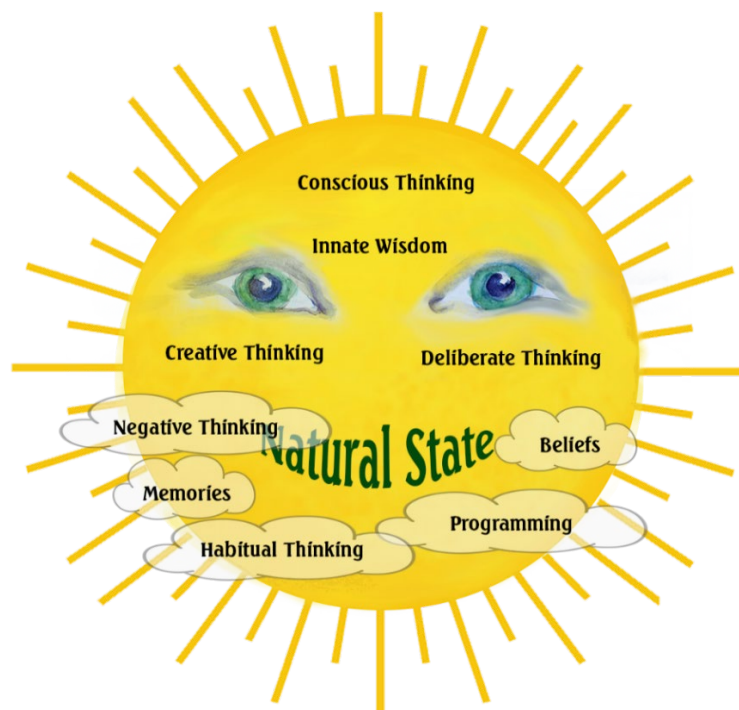 Conscious Thinking
Innate Wisdom
Creative Thinking
Deliberate Thinking
Negative Thinking
Natural State
Beliefs
Memories
Programming
Habitual Thinking